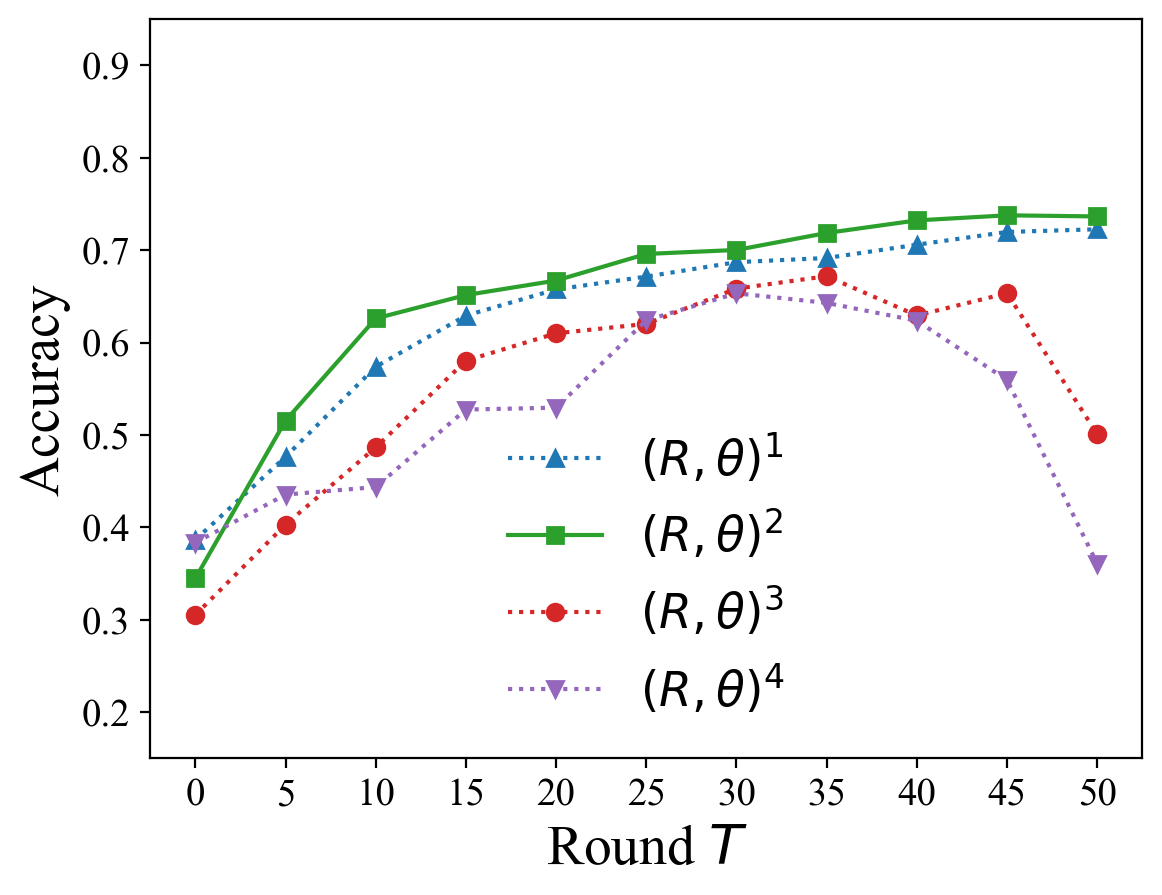 Accuracy
0.9
0.8
0.7
0.6
0.5
0.4
0.3
0.2
(R, θ)¹
(R, θ)²
(R, θ)³
(R, θ)⁴
0 5 10 15 20 25 30 35 40 45 50
Round T